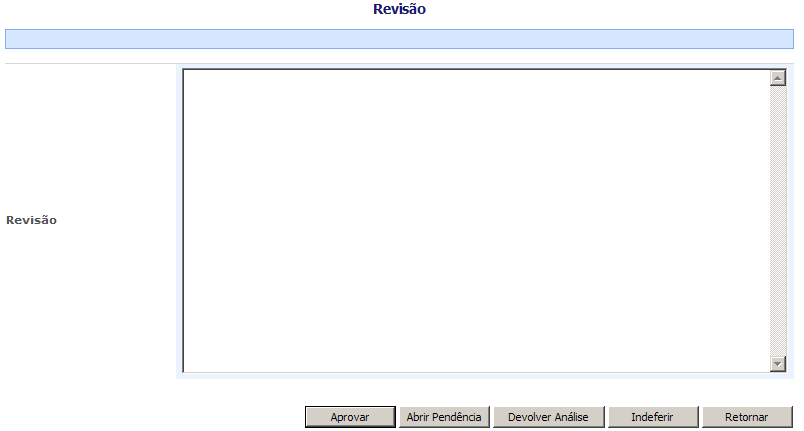 Revisão
Revisão
Aprovar Abrir Pendência Devolver Análise Indeferir Retornar